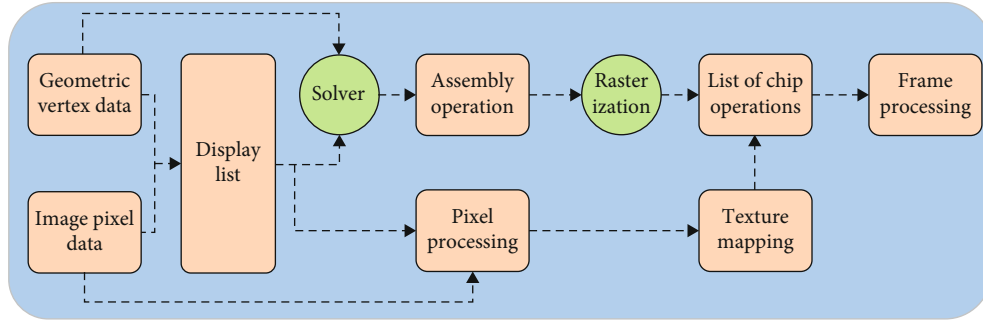 Geometric
vertex data
Image pixel
data
Display
list
Solver
Assembly
operation
Raster
ization
List of chip
operations
Frame
processing
Pixel
processing
Texture
mapping